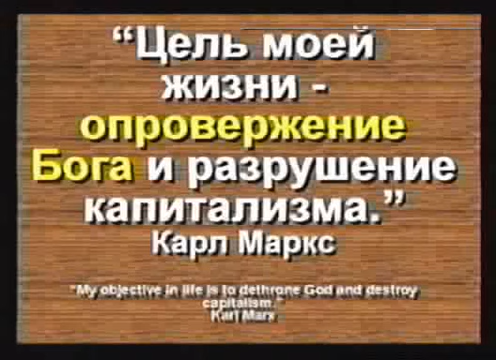 “Цель моей
жизни -
опровержение
Бога и разрушение
капитализма.”
Карл Маркс
"My objective in life is to dethrone God and destroy
capitalism."
Karl Marx